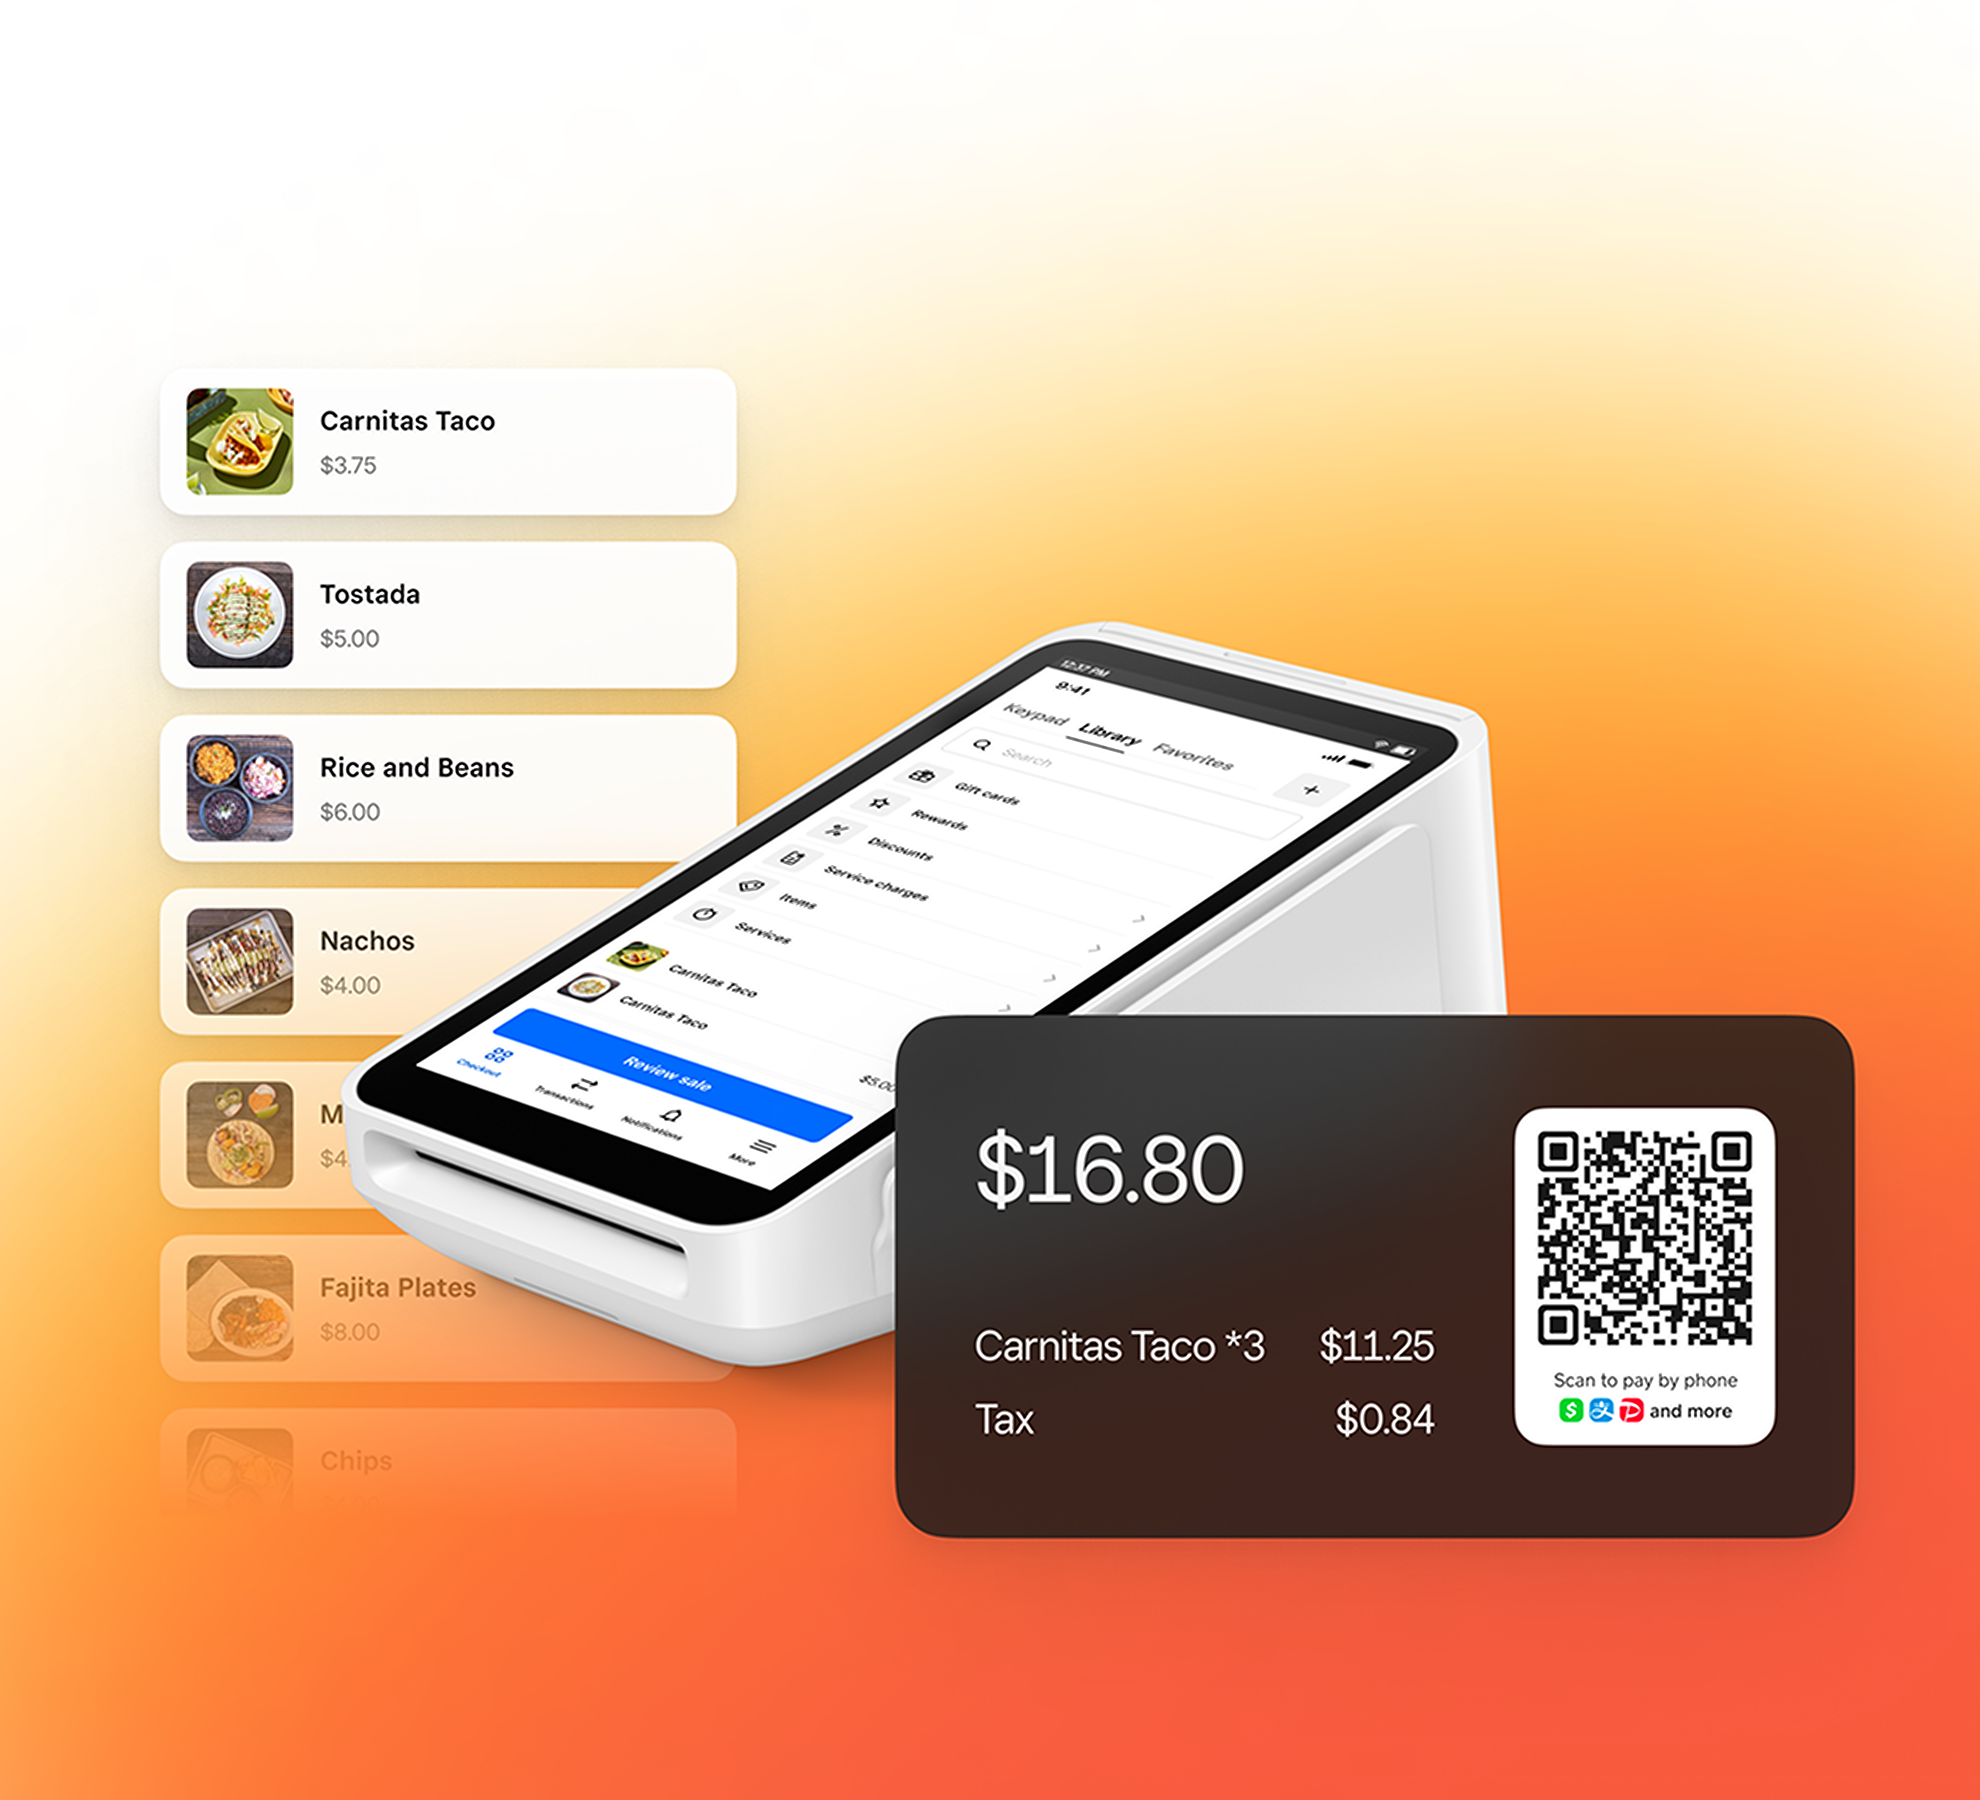 Carnitas Taco
$3.75
Tostada
$5.00
Rice and Beans
$6.00
Nachos
$4.00
M
$4.
Fajita Plates
$8.00
Chips
12:37 PM
9:41
Keypad Library Favorites
Search
Gift cards
Rewards
Discounts
Service charges
Items
Services
Carnitas Taco
Carnitas Taco
$5.00
Review sale
Checkout
Transactions
Notifications
More
$16.80
Carnitas Taco *3 $11.25
Tax $0.84
Scan to pay by phone
and more